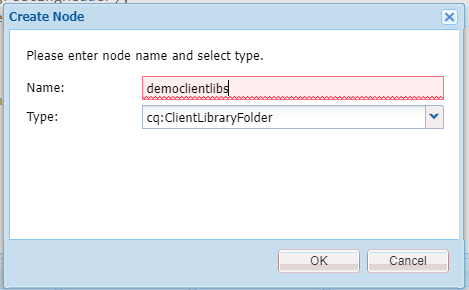 Create Node
Please enter node name and select type.
Name: democlientlibs
Type: cq:ClientLibraryFolder
OK Cancel